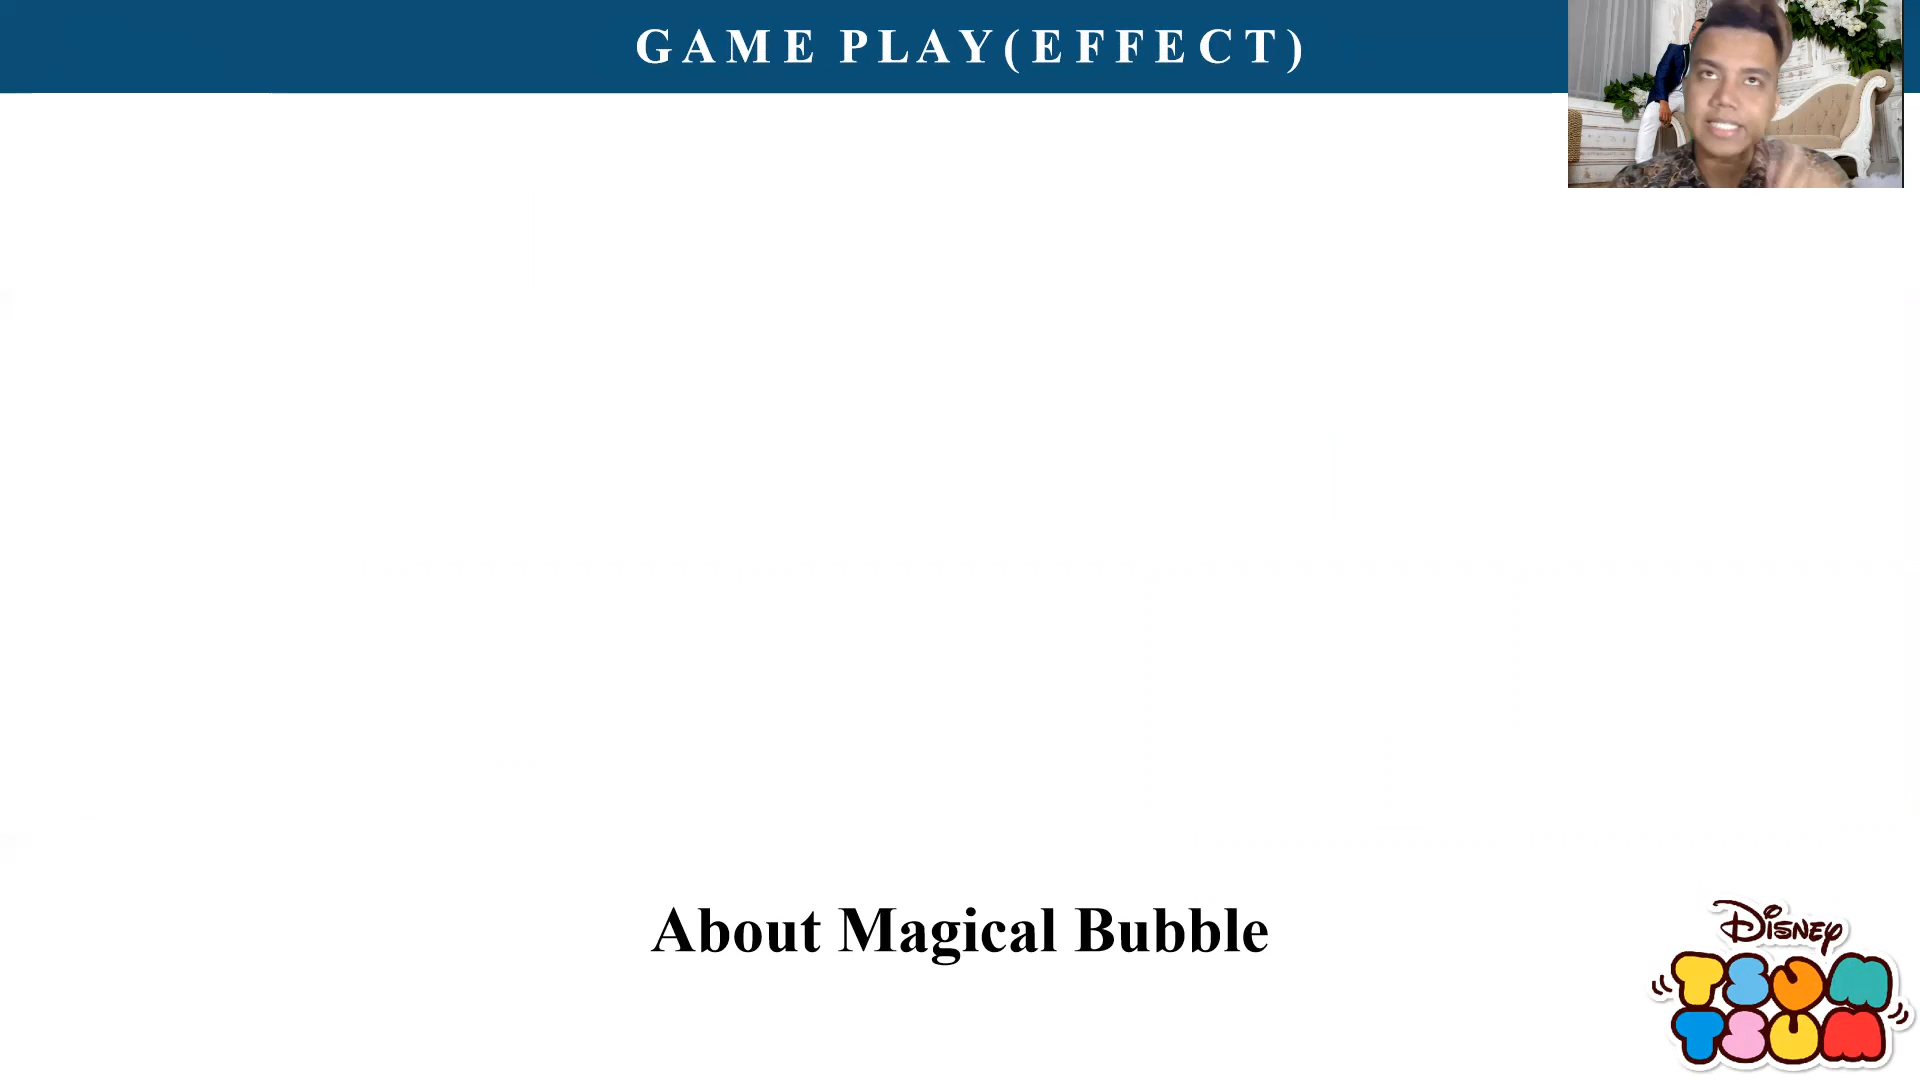 GAME PLAY(EFFECT)
About Magical Bubble
Disney
TSUM
TSUM